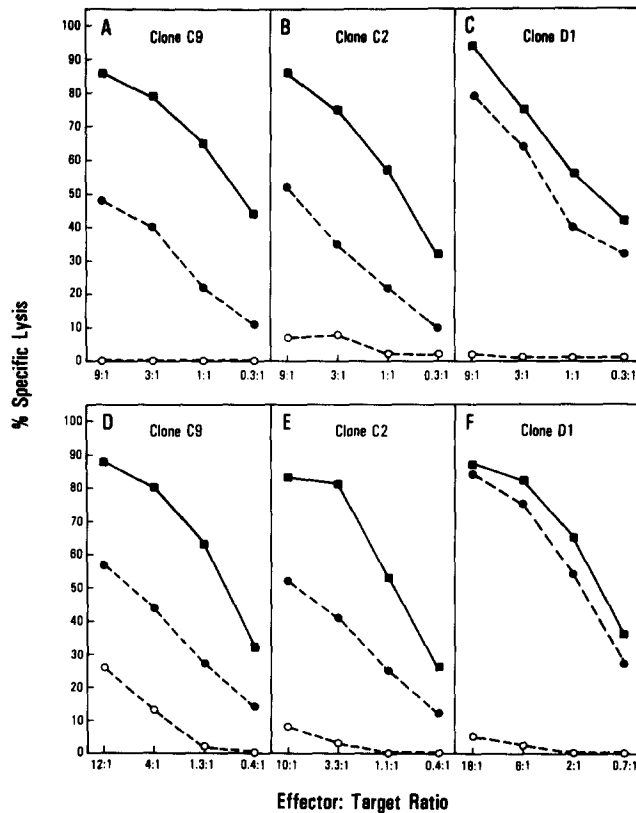 A Clone C9
B Clone C2
C Clone D1
100
90
80
70
60
50
40
30
20
10
0
9:1 3:1 1:1 0.3:1
9:1 3:1 1:1 0.3:1
9:1 3:1 1:1 0.3:1
% Specific Lysis
D Clone C9
E Clone C2
F Clone D1
90
80
70
60
50
40
30
20
10
0
12:1 4:1 1.3:1 0.4:1
10:1 3.3:1 1.1:1 0.4:1
18:1 6:1 2:1 0.7:1
Effector: Target Ratio